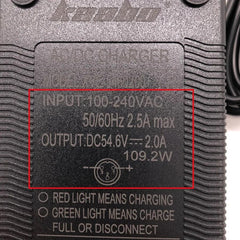 INPUT:100-240VAC
50/60Hz 2.5A max
OUTPUT:DC54.6V⎓2.0A
109.2W
RED LIGHT MEANS CHARGING
GREEN LIGHT MEANS CHARGE
FULL OR DISCONNECT